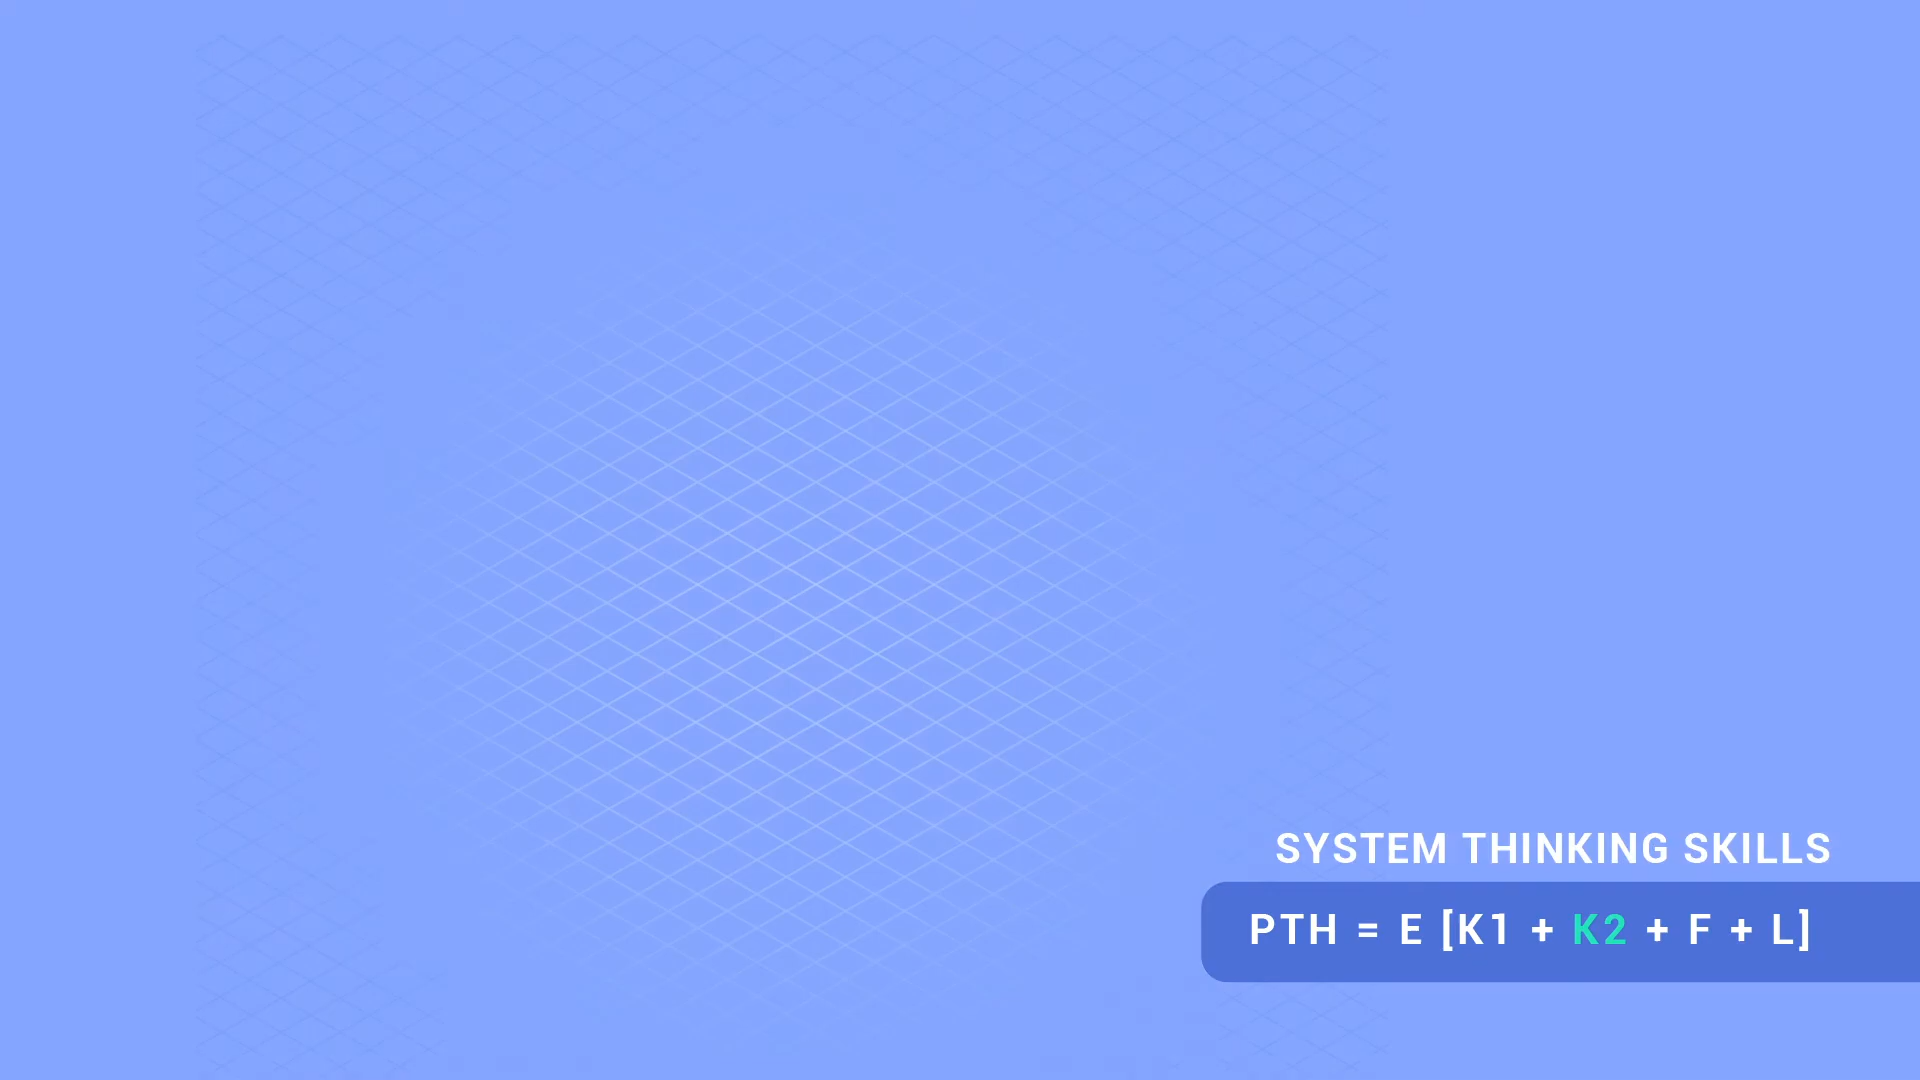 SYSTEM THINKING SKILLS
PTH = E [K1 + K2 + F + L]